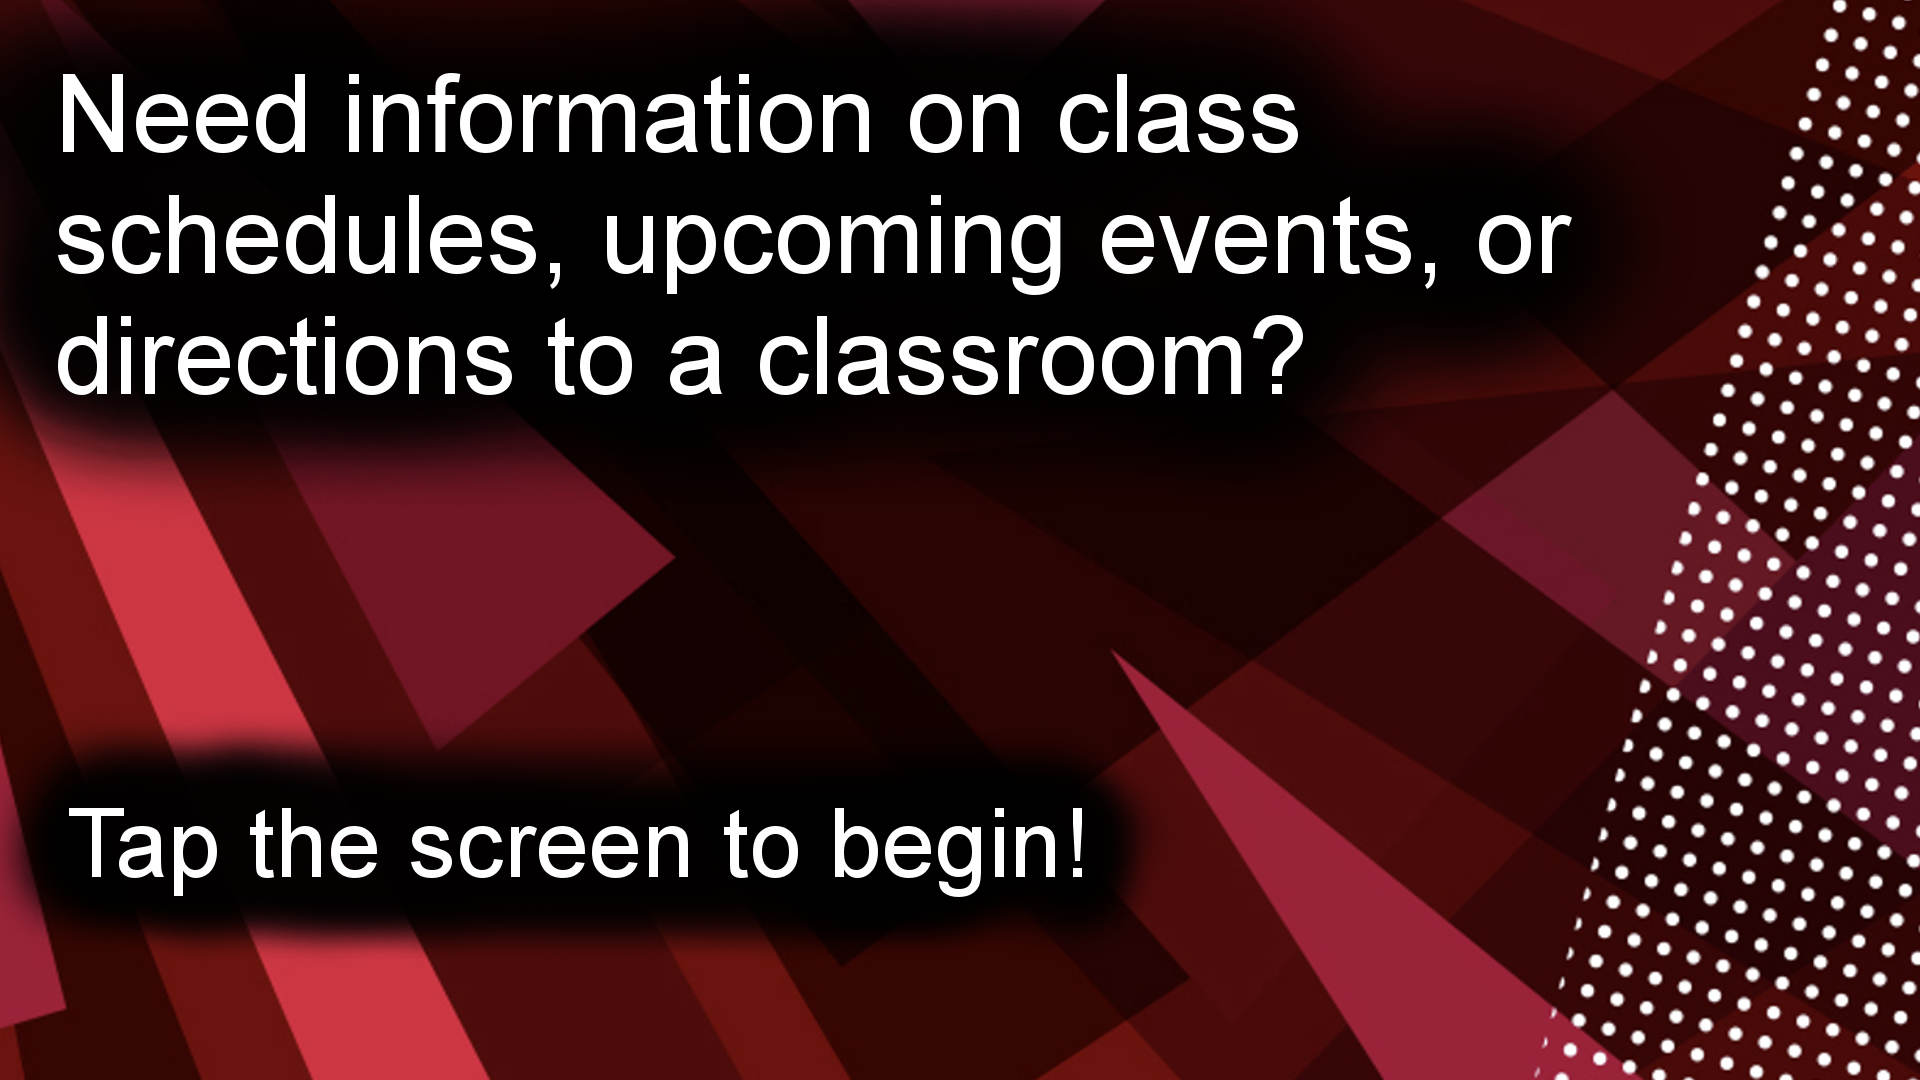 Need information on class
schedules, upcoming events, or
directions to a classroom?
Tap the screen to begin!